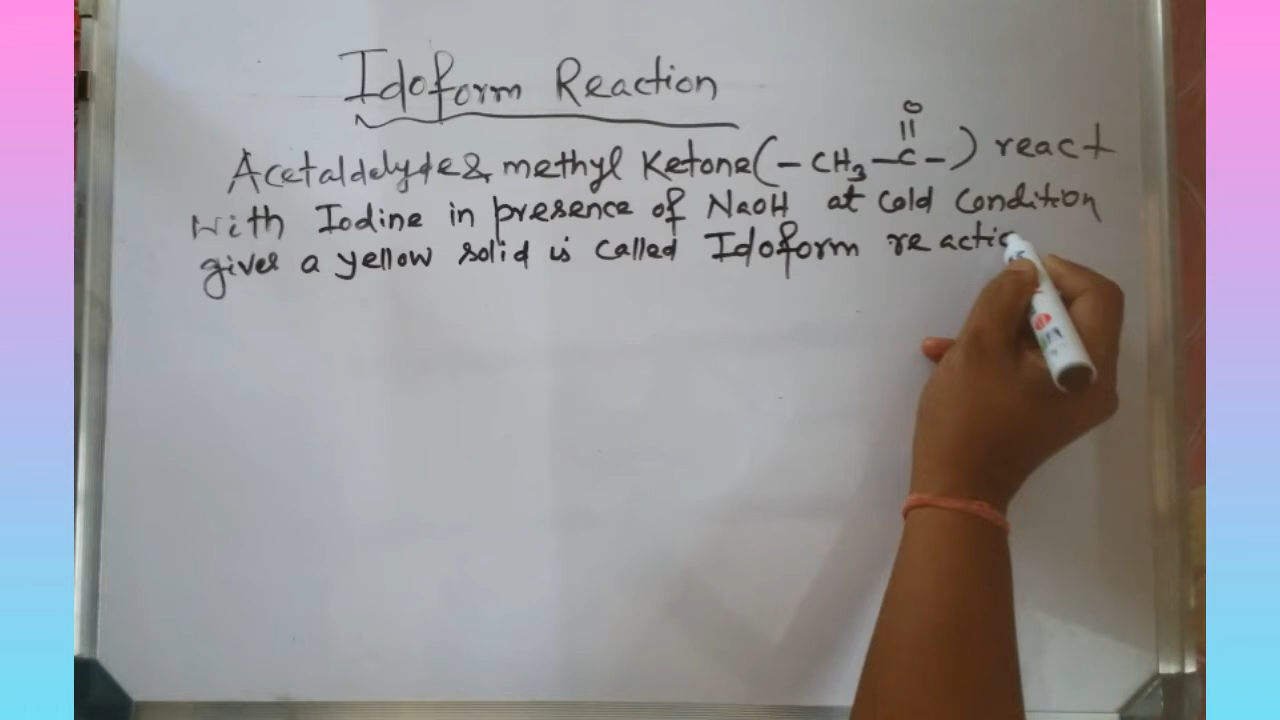 Idoform Reaction
O
Acetaldelyde & methyl Ketone (-CH₃-C-) react
With Iodine in presence of NaOH at Cold Condition
gives a yellow solid is called Idoform reactio